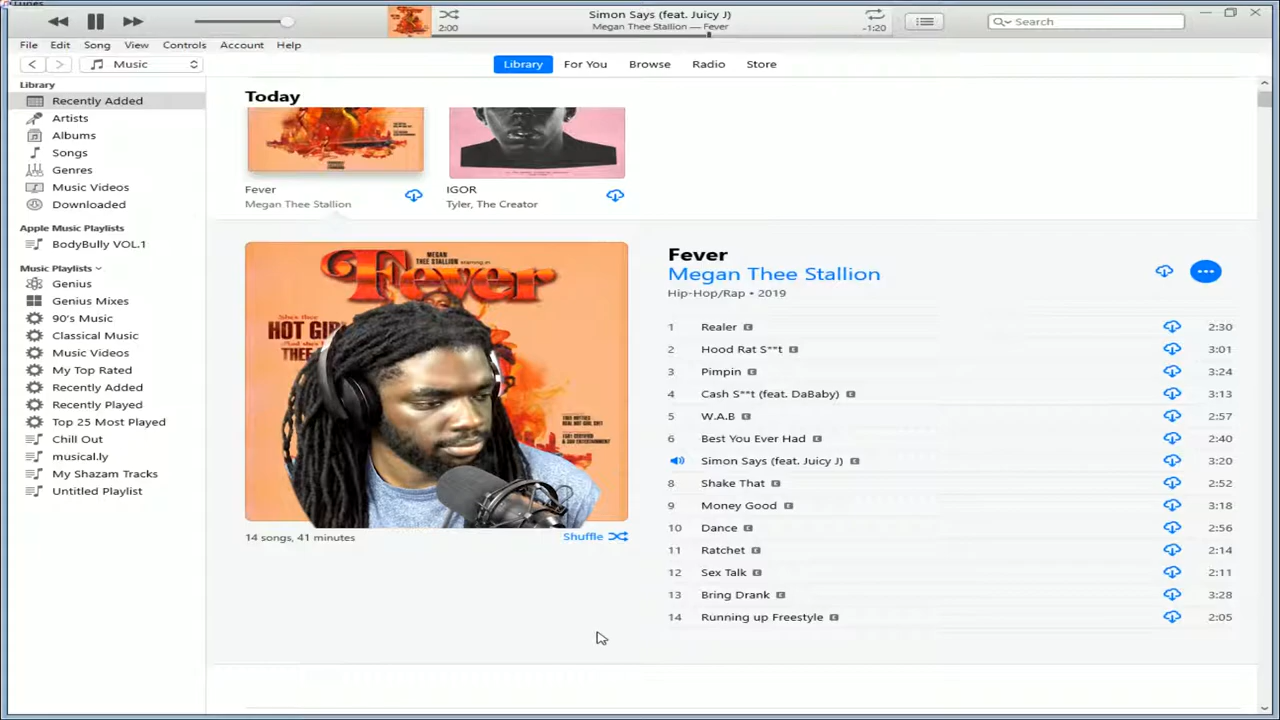 iTunes
Simon Says (feat. Juicy J)
2:00
Megan Thee Stallion — Fever
-1:20
Search
File Edit Song View Controls Account Help
Music
Library For You Browse Radio Store
Library
Recently Added
Artists
Albums
Songs
Genres
Music Videos
Downloaded
Apple Music Playlists
BodyBully VOL.1
Music Playlists
Genius
Genius Mixes
90's Music
Classical Music
Music Videos
My Top Rated
Recently Added
Recently Played
Top 25 Most Played
Chill Out
musical.ly
My Shazam Tracks
Untitled Playlist
Today
Fever
Megan Thee Stallion
IGOR
Tyler, The Creator
MEGAN
THEE STALLION
Fever
She's thee
HOT GIRL
THEE
14 songs, 41 minutes
Shuffle
Fever
Megan Thee Stallion
Hip-Hop/Rap • 2019
1 Realer E 2:30
2 Hood Rat S**t E 3:01
3 Pimpin E 3:24
4 Cash S**t (feat. DaBaby) E 3:13
5 W.A.B E 2:57
6 Best You Ever Had E 2:40
Simon Says (feat. Juicy J) E 3:20
8 Shake That E 2:52
9 Money Good E 3:18
10 Dance E 2:56
11 Ratchet E 2:14
12 Sex Talk E 2:11
13 Bring Drank E 3:28
14 Running up Freestyle E 2:05